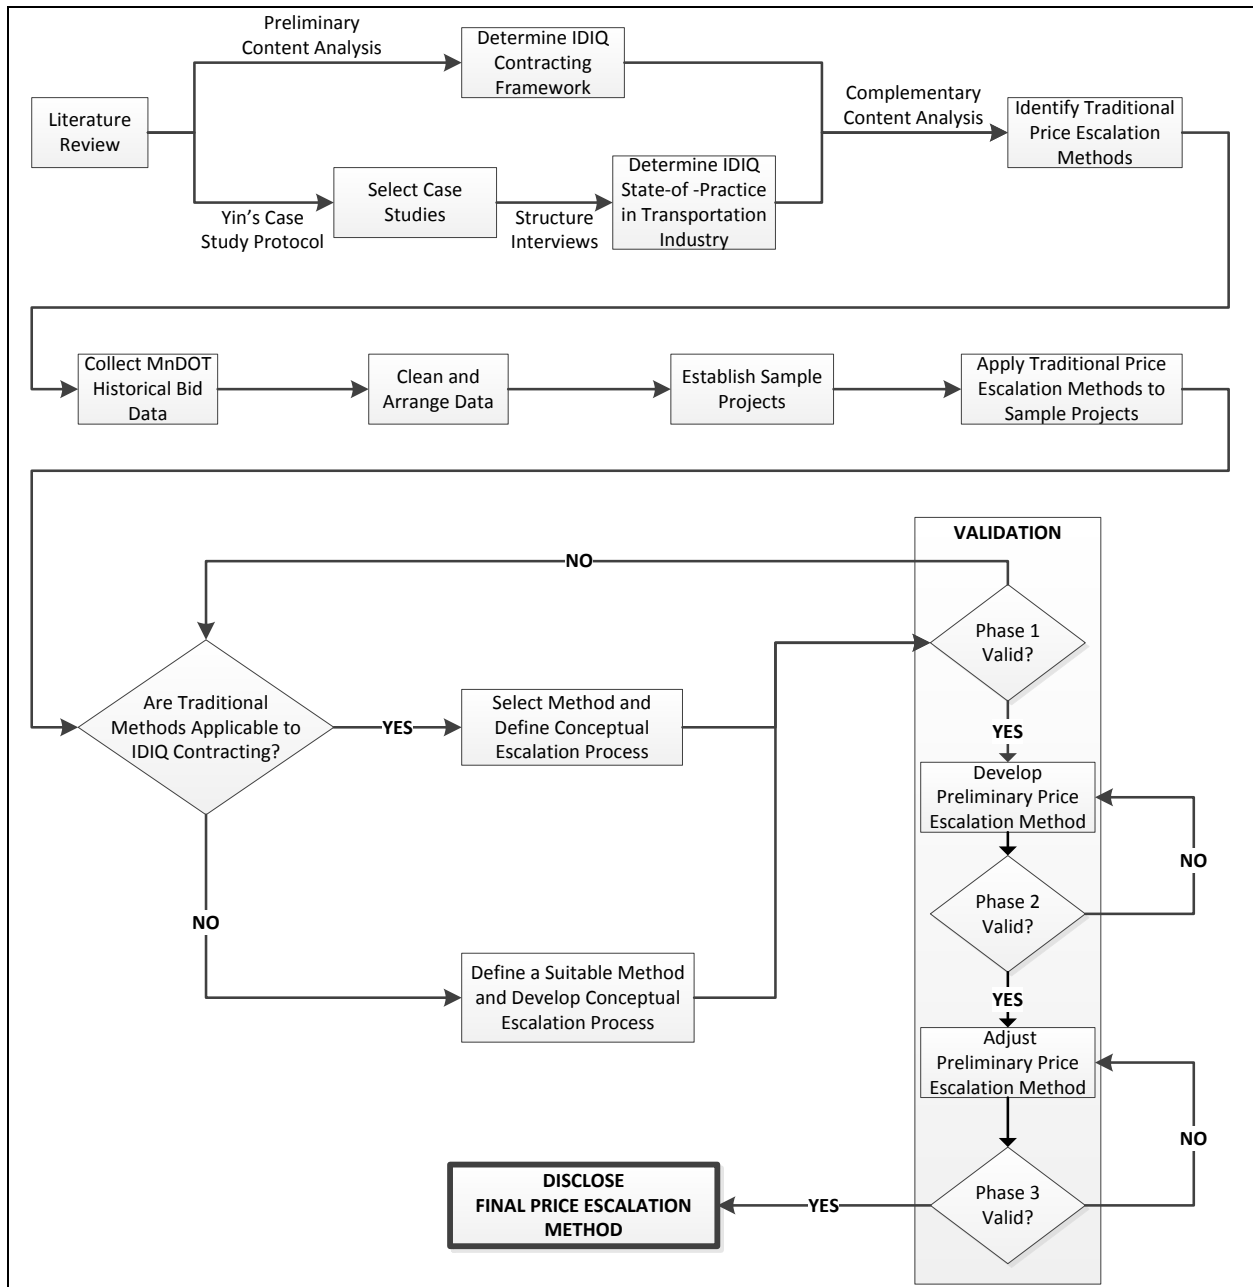 Preliminary
Content Analysis
Determine IDIQ
Contracting
Framework
Literature
Review
Complementary
Content Analysis
Identify Traditional
Price Escalation
Methods
Yin's Case
Study Protocol
Select Case
Studies
Structure
Interviews
Determine IDIQ
State-of -Practice
in Transportation
Industry
Collect MnDOT
Historical Bid
Data
Clean and
Arrange Data
Establish Sample
Projects
Apply Traditional Price
Escalation Methods to
Sample Projects
VALIDATION
NO
Phase 1
Valid?
Are Traditional
Methods Applicable to
IDIQ Contracting?
YES
Select Method and
Define Conceptual
Escalation Process
YES
Develop
Preliminary Price
Escalation Method
NO
Phase 2
Valid?
NO
Define a Suitable Method
and Develop Conceptual
Escalation Process
YES
Adjust
Preliminary Price
Escalation Method
NO
Phase 3
Valid?
YES
DISCLOSE
FINAL PRICE ESCALATION
METHOD